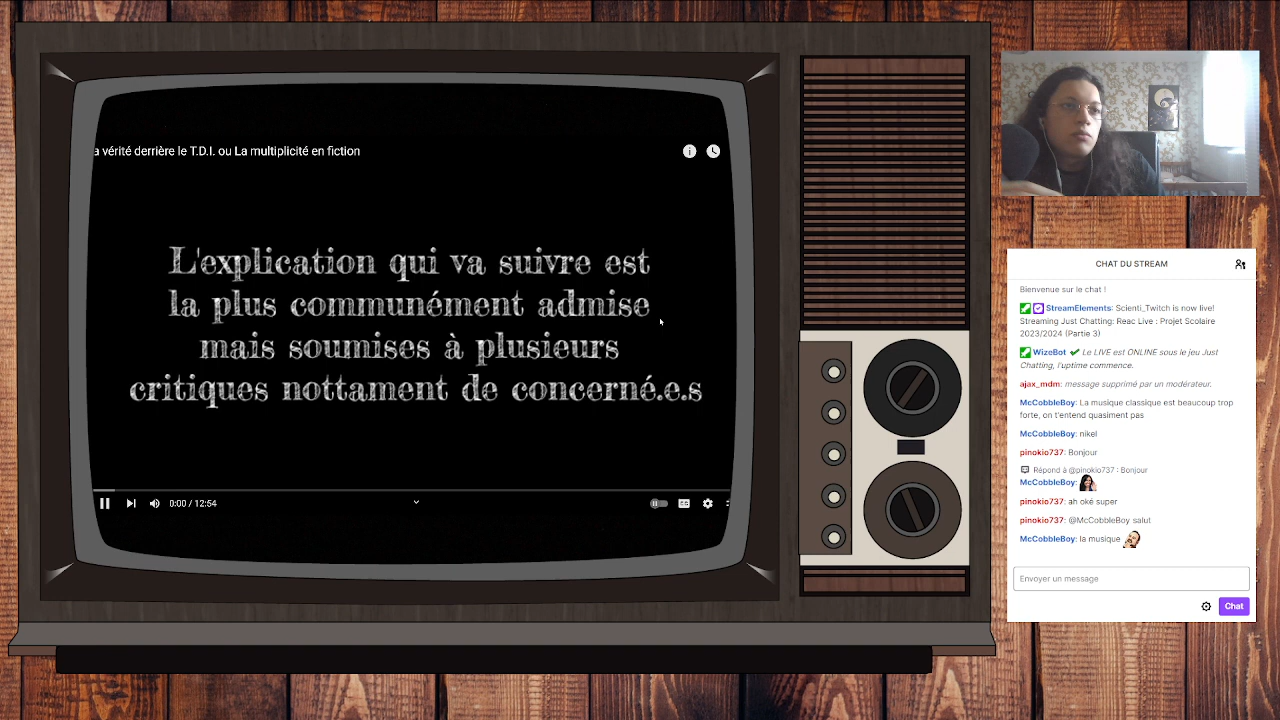 a vérité derrière le T.D.I. ou La multiplicité en fiction
L'explication qui va suivre est
la plus communément admise
mais soumises à plusieurs
critiques nottament de concerné.e.s
0:00 / 12:54
CHAT DU STREAM
Bienvenue sur le chat !
StreamElements: Scienti_Twitch is now live!
Streaming Just Chatting: Reac Live : Projet Scolaire
2023/2024 (Partie 3)
WizeBot Le LIVE est ONLINE sous le jeu Just
Chatting, l'uptime commence.
ajax_mdm: message supprimé par un modérateur.
McCobbleBoy: La musique classique est beaucoup trop
forte, on t'entend quasiment pas
McCobbleBoy: nikel
pinokio737: Bonjour
Répond à @pinokio737 : Bonjour
McCobbleBoy:
pinokio737: ah oké super
pinokio737: @McCobbleBoy salut
McCobbleBoy: la musique
Envoyer un message
Chat